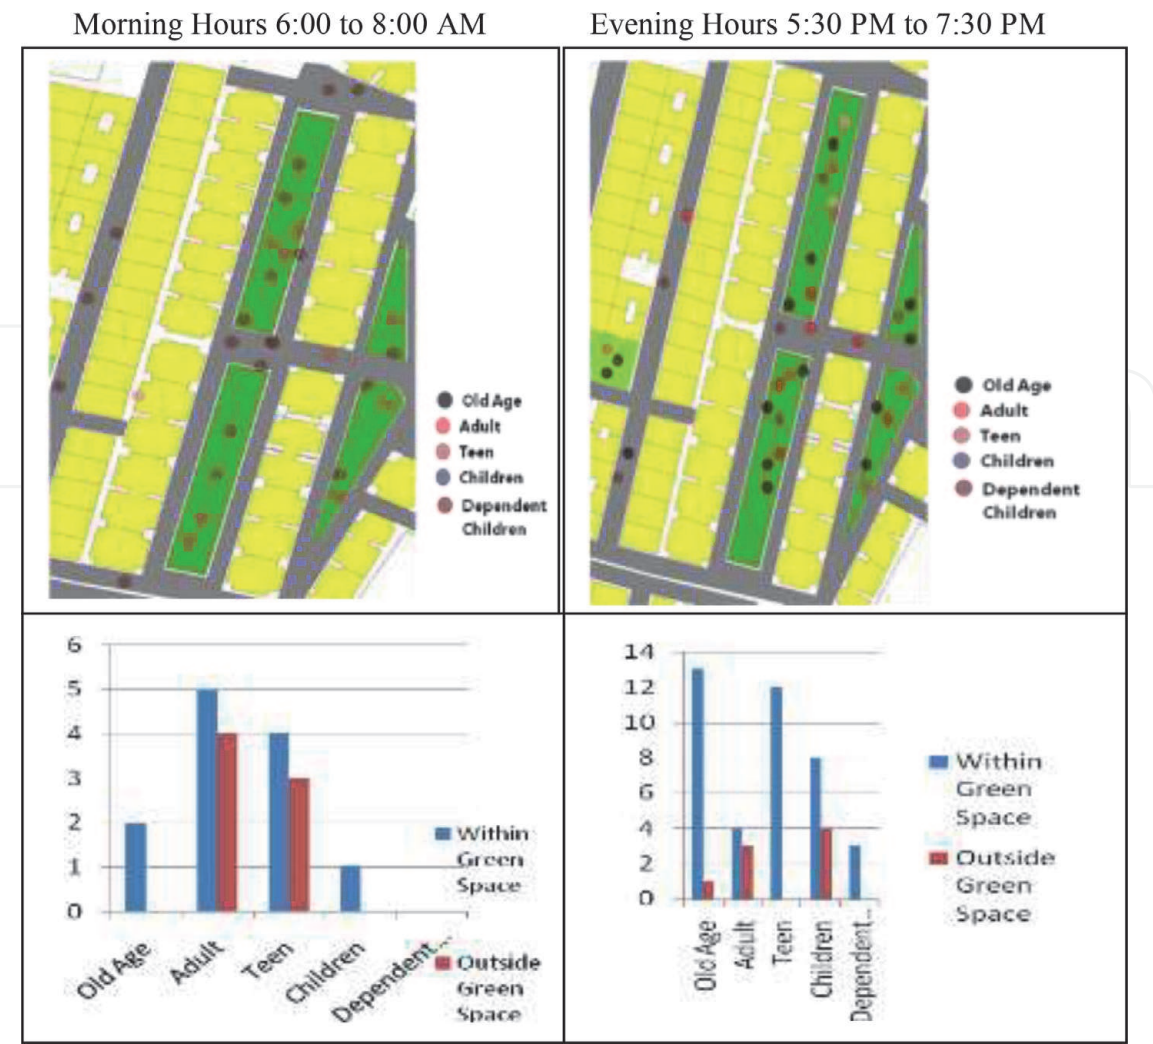 Morning Hours 6:00 to 8:00 AM
Evening Hours 5:30 PM to 7:30 PM
Old Age
Adult
Teen
Children
Dependent
Children
Old Age
Adult
Teen
Children
Dependent
Children
6
5
4
3
2
1
0
Old Age
Adult
Teen
Children
Dependent...
Within
Green
Space
Outside
Green
Space
14
12
10
8
6
4
2
0
Old Age
Adult
Teen
Children
Dependent...
Within
Green
Space
Outside
Green
Space